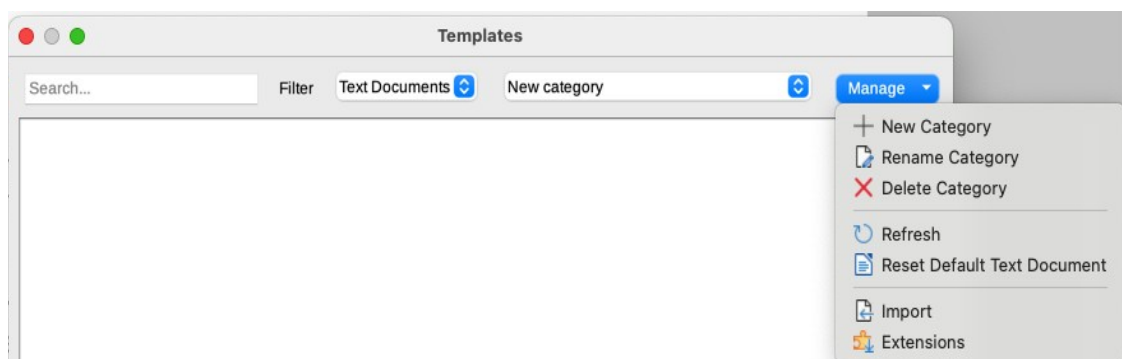 Templates
Search... Filter Text Documents New category Manage
New Category
Rename Category
Delete Category
Refresh
Reset Default Text Document
Import
Extensions